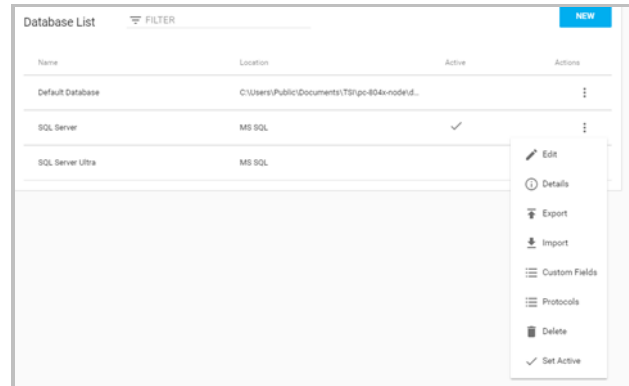 Database List
FILTER
NEW
Name Location Active Actions
Default Database C:\Users\Public\Documents\TSI\pc-804x-node\d...
SQL Server MS SQL
SQL Server Ultra MS SQL
Edit
Details
Export
Import
Custom Fields
Protocols
Delete
Set Active